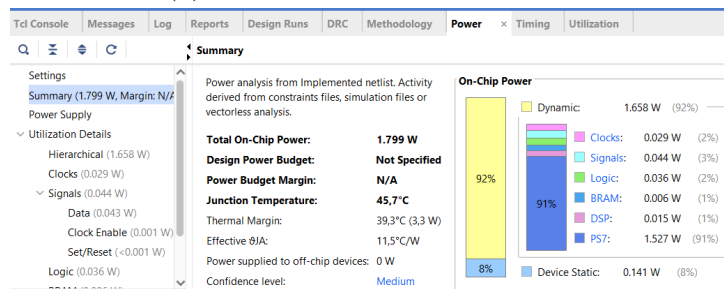 Tcl Console Messages Log Reports Design Runs DRC Methodology Power × Timing Utilization
Summary
Settings
Summary (1.799 W, Margin: N/A
Power Supply
Utilization Details
Hierarchical (1.658 W)
Clocks (0.029 W)
Signals (0.044 W)
Data (0.043 W)
Clock Enable (0.001 W)
Set/Reset (<0.001 W)
Logic (0.036 W)
Power analysis from Implemented netlist. Activity
derived from constraints files, simulation files or
vectorless analysis.
Total On-Chip Power: 1.799 W
Design Power Budget: Not Specified
Power Budget Margin: N/A
Junction Temperature: 45,7°C
Thermal Margin: 39,3°C (3,3 W)
Effective ϑJA: 11,5°C/W
Power supplied to off-chip devices: 0 W
Confidence level: Medium
On-Chip Power
Dynamic: 1.658 W (92%)
Clocks: 0.029 W (2%)
Signals: 0.044 W (3%)
Logic: 0.036 W (2%)
BRAM: 0.006 W (1%)
DSP: 0.015 W (1%)
PS7: 1.527 W (91%)
92%
91%
8%
Device Static: 0.141 W (8%)